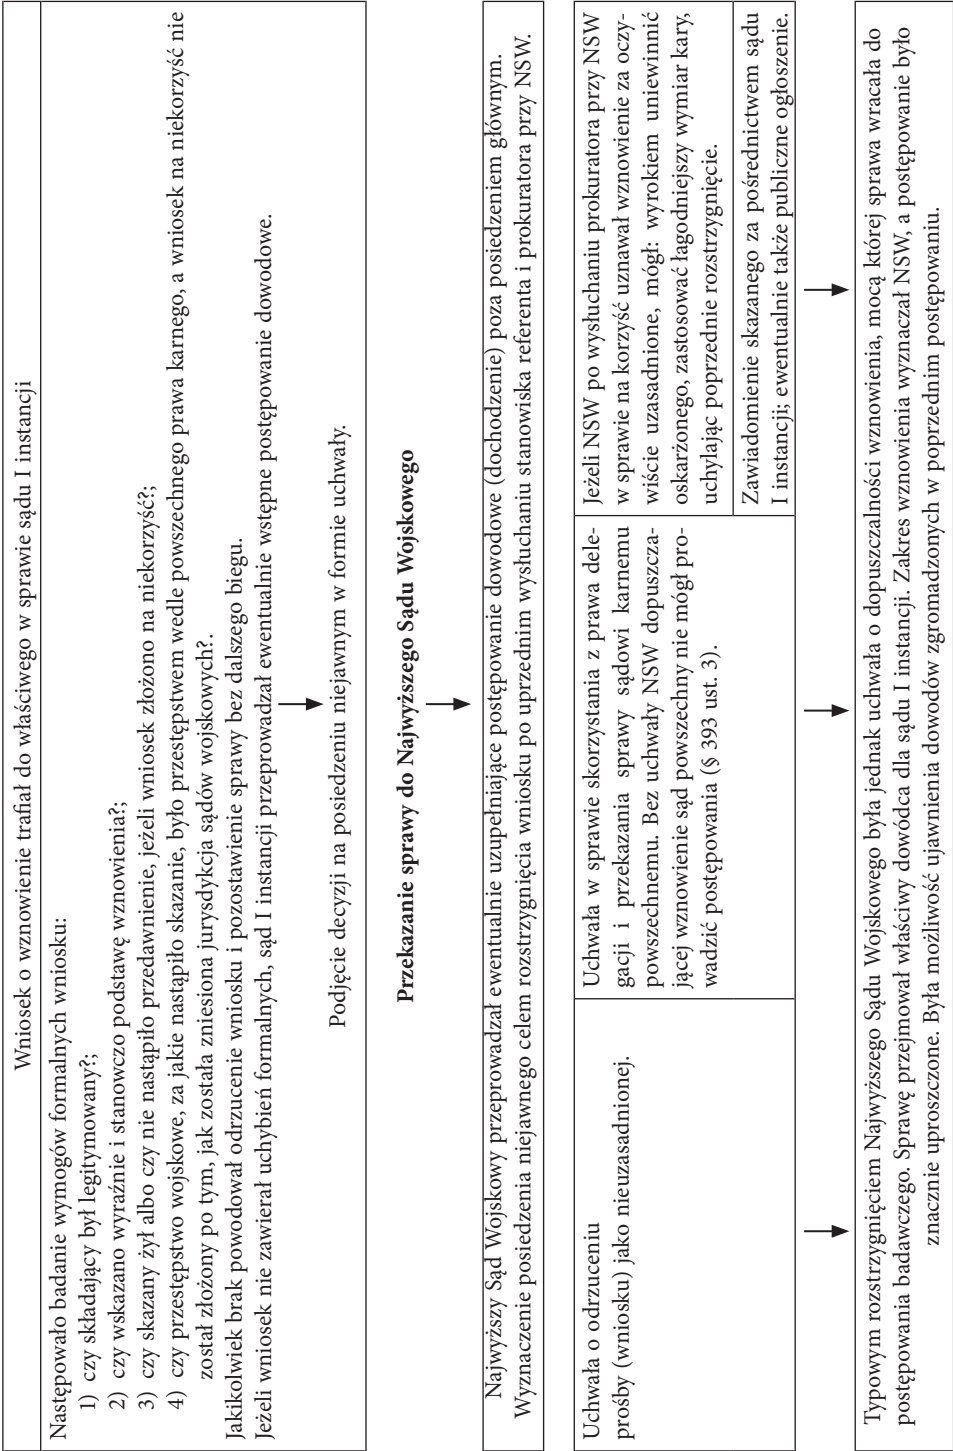 Wniosek o wznowienie trafiał do właściwego w sprawie sądu I instancji
Następowało badanie wymogów formalnych wniosku:
1) czy składający był legitymowany?;
2) czy wskazano wyraźnie i stanowczo podstawę wznowienia?;
3) czy skazany żył albo czy nie nastąpiło przedawnienie, jeżeli wniosek złożono na niekorzyść?;
4) czy przestępstwo wojskowe, za jakie nastąpiło skazanie, było przestępstwem wedle powszechnego prawa karnego, a wniosek na niekorzyść nie
został złożony po tym, jak została zniesiona jurysdykcja sądów wojskowych?.
Jakikolwiek brak powodował odrzucenie wniosku i pozostawienie sprawy bez dalszego biegu.
Jeżeli wniosek nie zawierał uchybień formalnych, sąd I instancji przeprowadzał ewentualnie wstępne postępowanie dowodowe.
Podjęcie decyzji na posiedzeniu niejawnym w formie uchwały.
Przekazanie sprawy do Najwyższego Sądu Wojskowego
Najwyższy Sąd Wojskowy przeprowadzał ewentualnie uzupełniające postępowanie dowodowe (dochodzenie) poza posiedzeniem głównym.
Wyznaczenie posiedzenia niejawnego celem rozstrzygnięcia wniosku po uprzednim wysłuchaniu stanowiska referenta i prokuratora przy NSW.
Uchwała o odrzuceniu
prośby (wniosku) jako nieuzasadnionej.
Uchwała w sprawie skorzystania z prawa dele-
gacji i przekazania sprawy sądowi karnemu
powszechnemu. Bez uchwały NSW dopuszcza-
jącej wznowienie sąd powszechny nie mógł pro-
wadzić postępowania (§ 393 ust. 3).
Jeżeli NSW po wysłuchaniu prokuratora przy NSW
w sprawie na korzyść uznawał wznowienie za oczy-
wiście uzasadnione, mógł: wyrokiem uniewinnić
oskarżonego, zastosować łagodniejszy wymiar kary,
uchylając poprzednie rozstrzygnięcie.
Zawiadomienie skazanego za pośrednictwem sądu
I instancji; ewentualnie także publiczne ogłoszenie.
Typowym rozstrzygnięciem Najwyższego Sądu Wojskowego była jednak uchwała o dopuszczalności wznowienia, mocą której sprawa wracała do
postępowania badawczego. Sprawę przejmował właściwy dowódca dla sądu I instancji. Zakres wznowienia wyznaczał NSW, a postępowanie było
znacznie uproszczone. Była możliwość ujawnienia dowodów zgromadzonych w poprzednim postępowaniu.